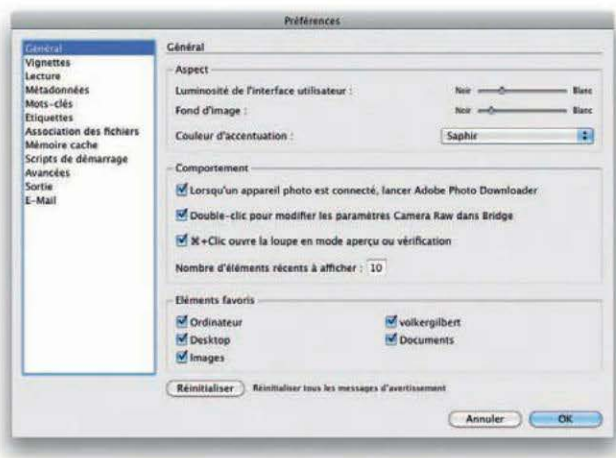 Préférences
Général
Vignettes
Lecture
Métadonnées
Mots-clés
Etiquettes
Association des fichiers
Mémoire cache
Scripts de démarrage
Avancées
Sortie
E-Mail
Général
Aspect
Luminosité de l'interface utilisateur : Noir Blanc
Fond d'image : Noir Blanc
Couleur d'accentuation : Saphir
Comportement
Lorsqu'un appareil photo est connecté, lancer Adobe Photo Downloader
Double-clic pour modifier les paramètres Camera Raw dans Bridge
⌘+Clic ouvre la loupe en mode aperçu ou vérification
Nombre d'éléments récents à afficher : 10
Eléments favoris
Ordinateur volkergilbert
Desktop Documents
Images
Réinitialiser Réinitialiser tous les messages d'avertissement
Annuler OK